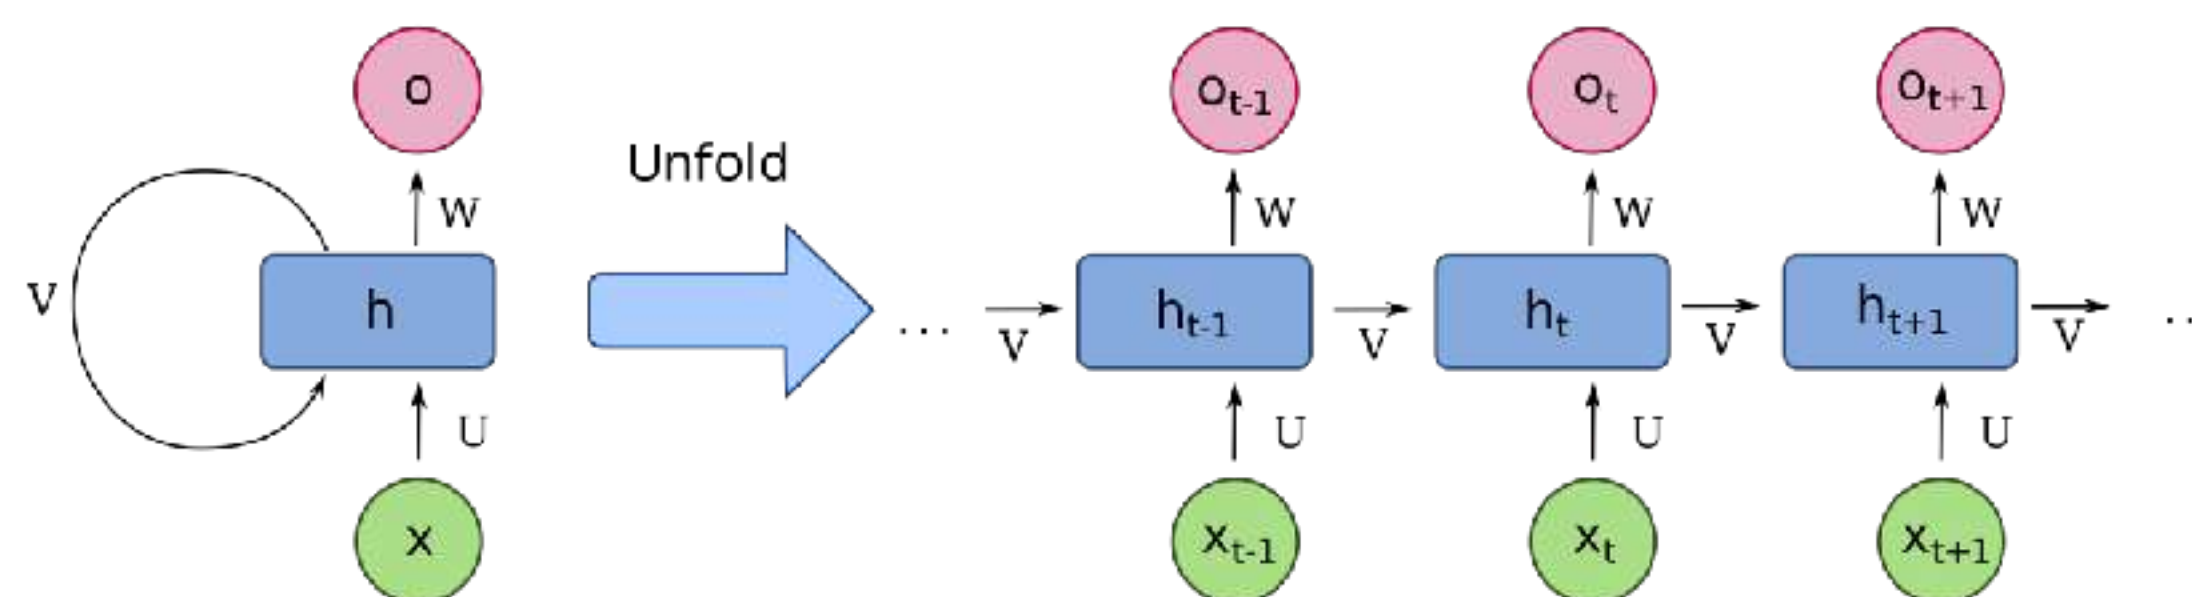 o
o_{t-1}
o_t
o_{t+1}
Unfold
W
W
W
W
V
h
...
V
h_{t-1}
V
h_t
V
h_{t+1}
V
..
U
U
U
U
x
x_{t-1}
x_t
x_{t+1}